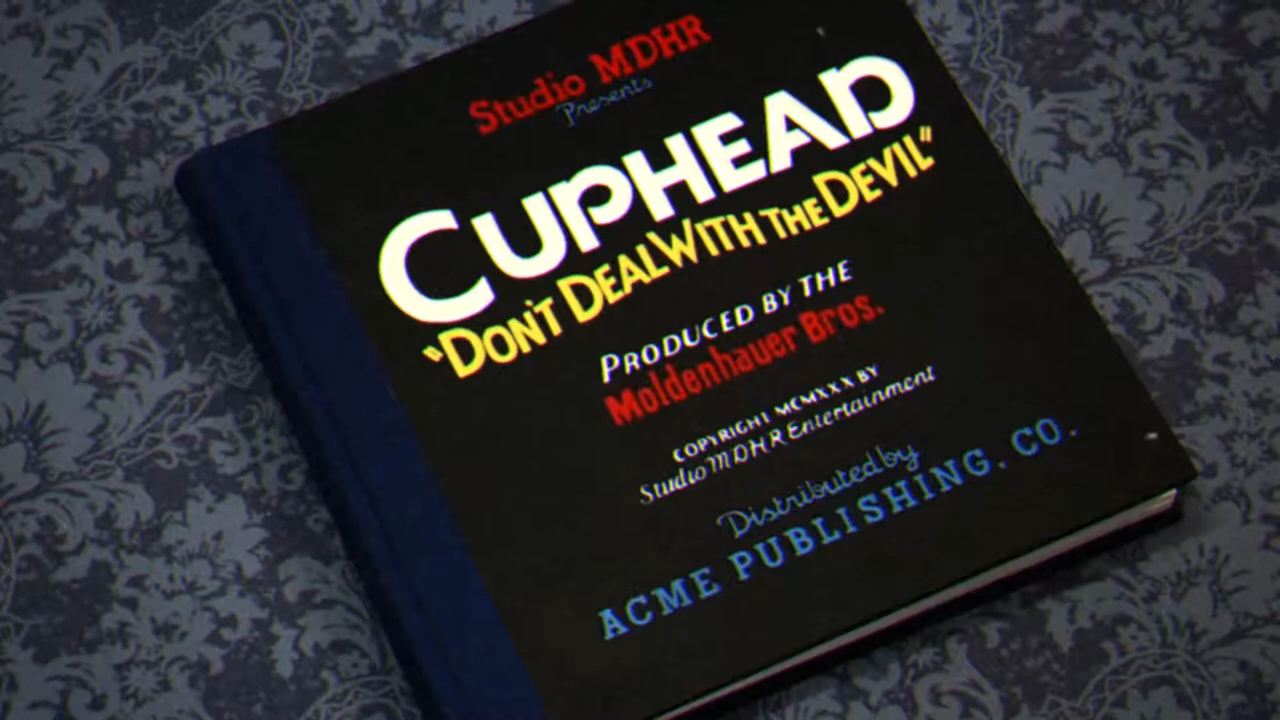 Studio MDHR
Presents
CUPHEAD
"DON'T DEAL WITH THE DEVIL"
PRODUCED BY THE
Moldenhauer Bros.
COPYRIGHT MCMXXX BY
Studio MDHR Entertainment
Distributed by
ACME PUBLISHING. CO.